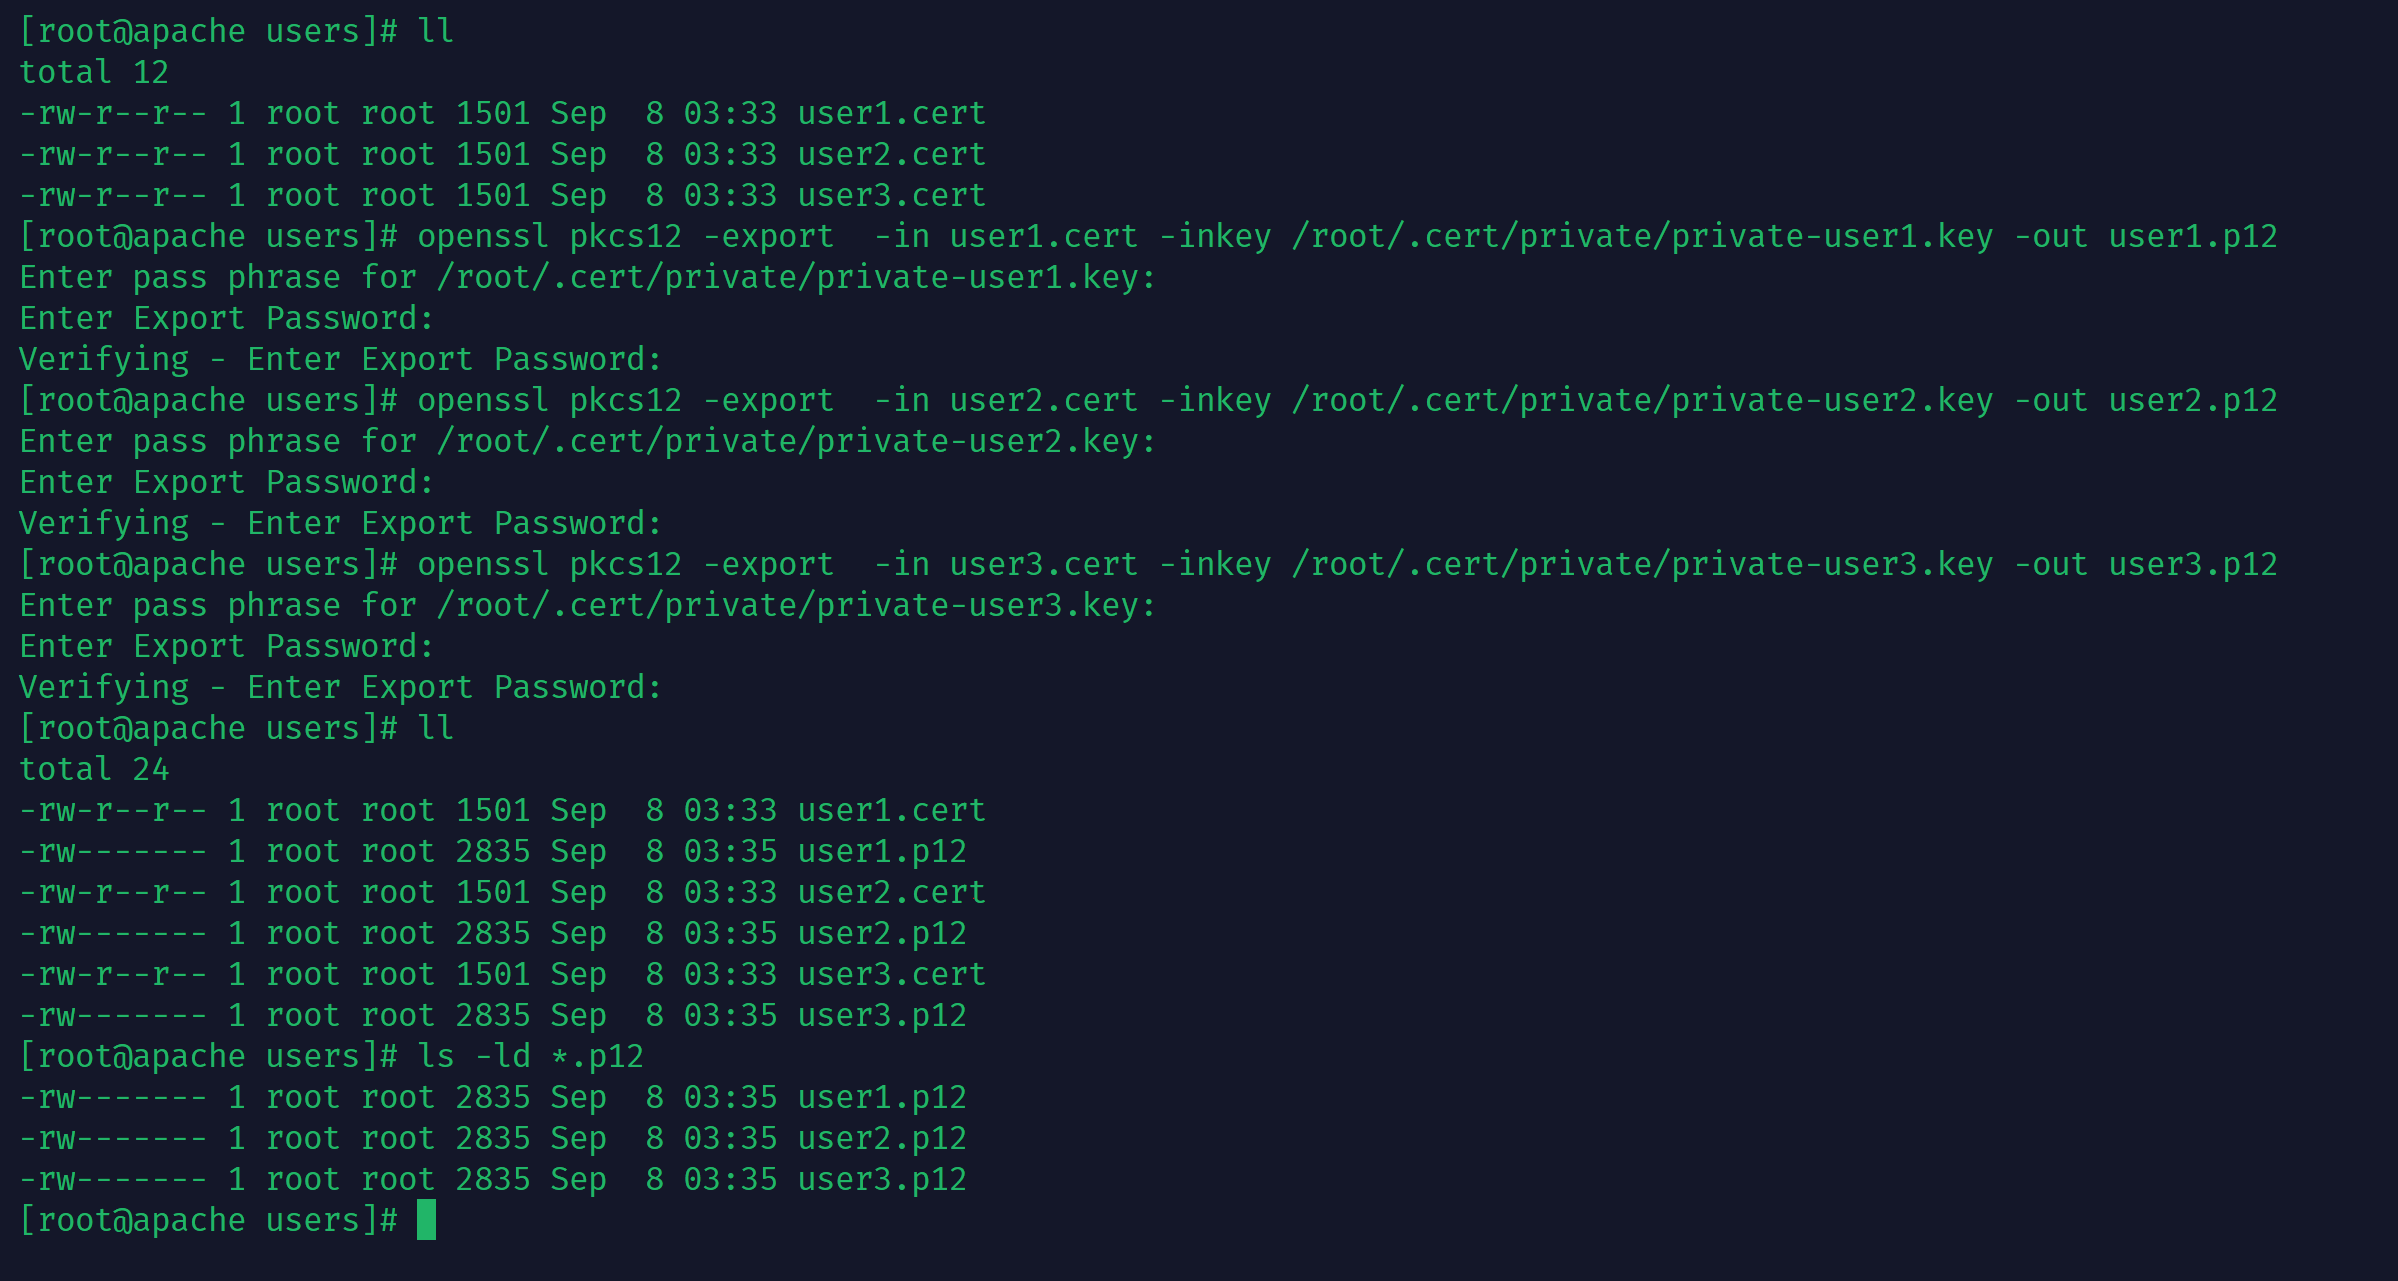 [root@apache users]# ll
total 12
-rw-r--r-- 1 root root 1501 Sep  8 03:33 user1.cert
-rw-r--r-- 1 root root 1501 Sep  8 03:33 user2.cert
-rw-r--r-- 1 root root 1501 Sep  8 03:33 user3.cert
[root@apache users]# openssl pkcs12 -export  -in user1.cert -inkey /root/.cert/private/private-user1.key -out user1.p12
Enter pass phrase for /root/.cert/private/private-user1.key:
Enter Export Password:
Verifying - Enter Export Password:
[root@apache users]# openssl pkcs12 -export  -in user2.cert -inkey /root/.cert/private/private-user2.key -out user2.p12
Enter pass phrase for /root/.cert/private/private-user2.key:
Enter Export Password:
Verifying - Enter Export Password:
[root@apache users]# openssl pkcs12 -export  -in user3.cert -inkey /root/.cert/private/private-user3.key -out user3.p12
Enter pass phrase for /root/.cert/private/private-user3.key:
Enter Export Password:
Verifying - Enter Export Password:
[root@apache users]# ll
total 24
-rw-r--r-- 1 root root 1501 Sep  8 03:33 user1.cert
-rw------- 1 root root 2835 Sep  8 03:35 user1.p12
-rw-r--r-- 1 root root 1501 Sep  8 03:33 user2.cert
-rw------- 1 root root 2835 Sep  8 03:35 user2.p12
-rw-r--r-- 1 root root 1501 Sep  8 03:33 user3.cert
-rw------- 1 root root 2835 Sep  8 03:35 user3.p12
[root@apache users]# ls -ld *.p12
-rw------- 1 root root 2835 Sep  8 03:35 user1.p12
-rw------- 1 root root 2835 Sep  8 03:35 user2.p12
-rw------- 1 root root 2835 Sep  8 03:35 user3.p12
[root@apache users]#